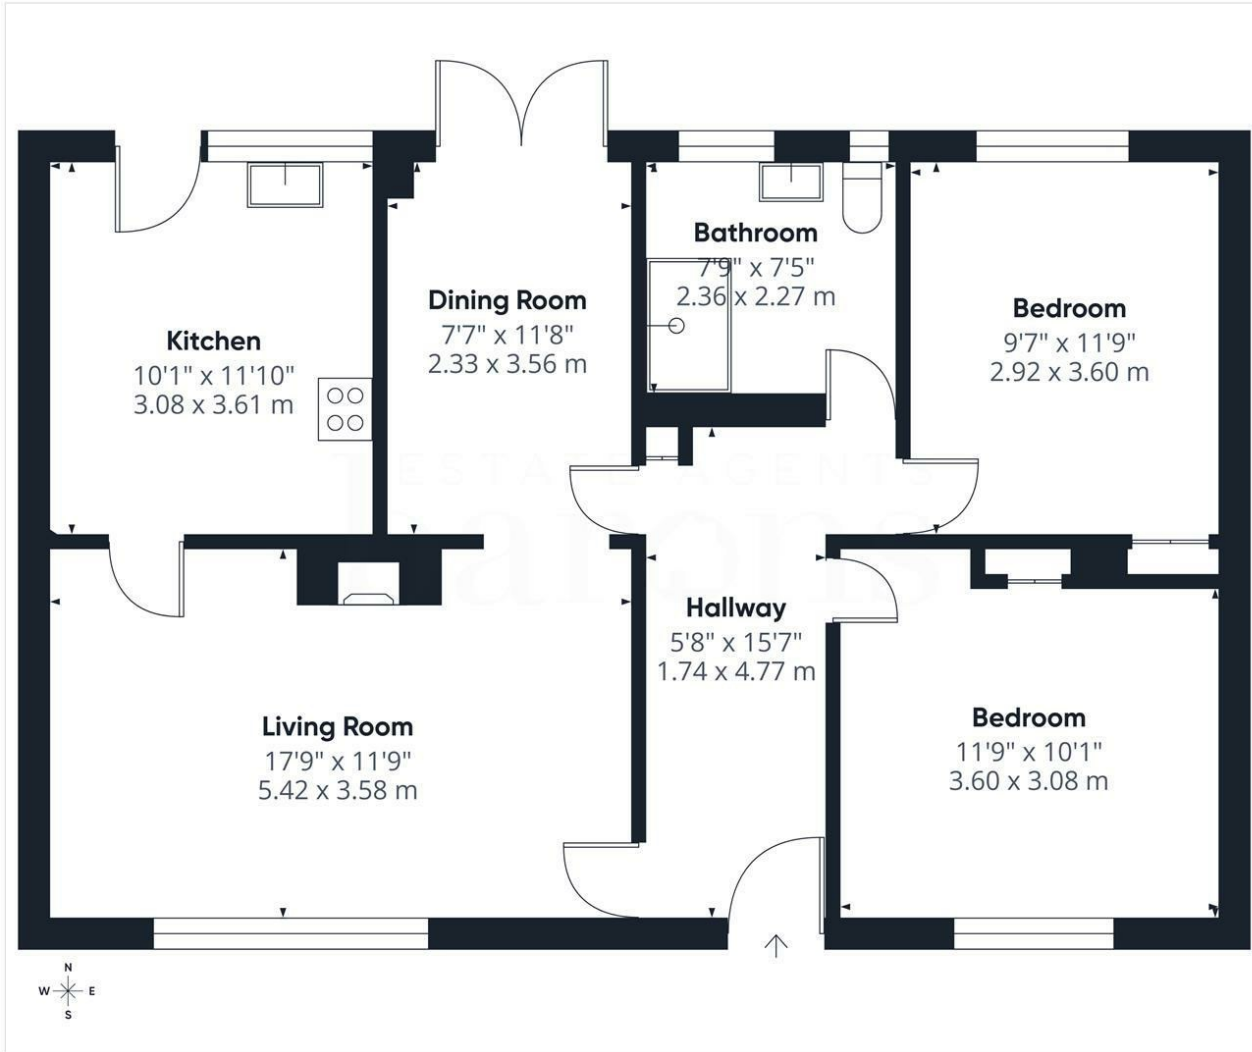 Bathroom
7'9" x 7'5"
2.36 x 2.27 m
Dining Room
7'7" x 11'8"
2.33 x 3.56 m
Bedroom
9'7" x 11'9"
2.92 x 3.60 m
Kitchen
10'1" x 11'10"
3.08 x 3.61 m
ESTATE AGENTS
barons
Hallway
5'8" x 15'7"
1.74 x 4.77 m
Living Room
17'9" x 11'9"
5.42 x 3.58 m
Bedroom
11'9" x 10'1"
3.60 x 3.08 m
N
W E
S